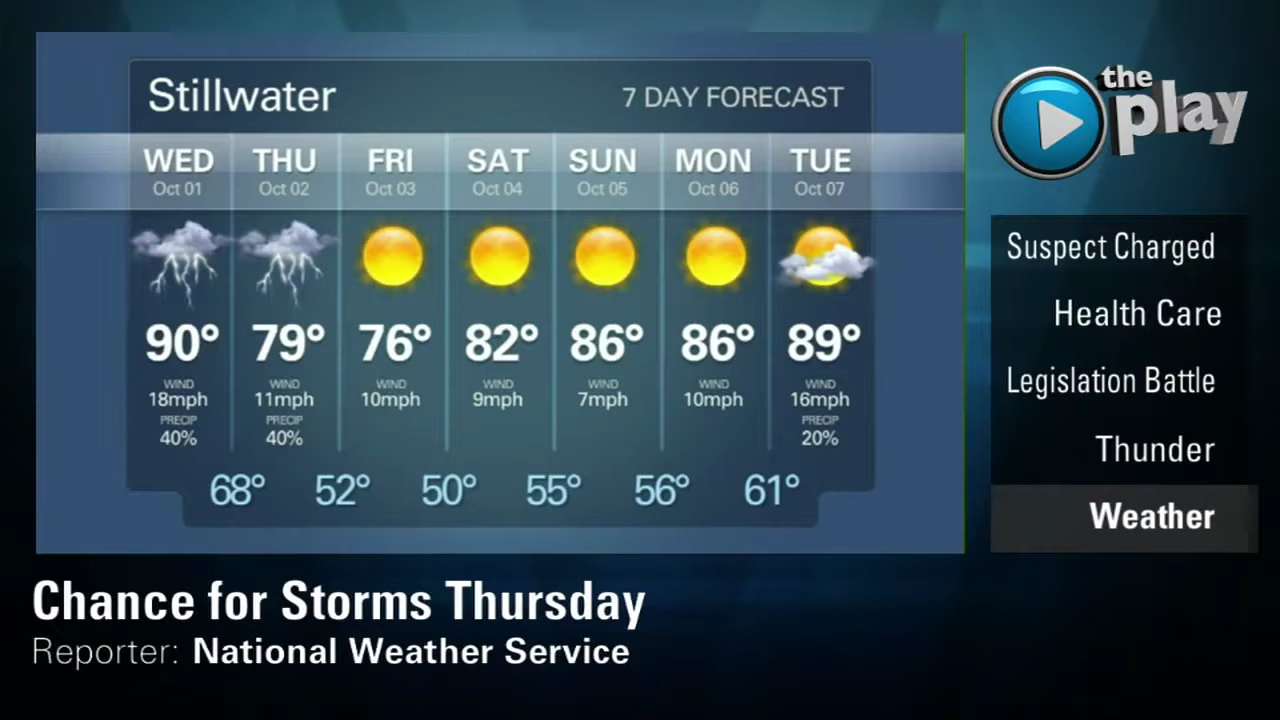 Stillwater 7 DAY FORECAST
WED THU FRI SAT SUN MON TUE
Oct 01 Oct 02 Oct 03 Oct 04 Oct 05 Oct 06 Oct 07
90° 79° 76° 82° 86° 86° 89°
WIND WIND WIND WIND WIND WIND WIND
18mph 11mph 10mph 9mph 7mph 10mph 16mph
PRECIP PRECIP PRECIP
40% 40% 20%
68° 52° 50° 55° 56° 61°
the
play
Suspect Charged
Health Care
Legislation Battle
Thunder
Weather
Chance for Storms Thursday
Reporter: National Weather Service